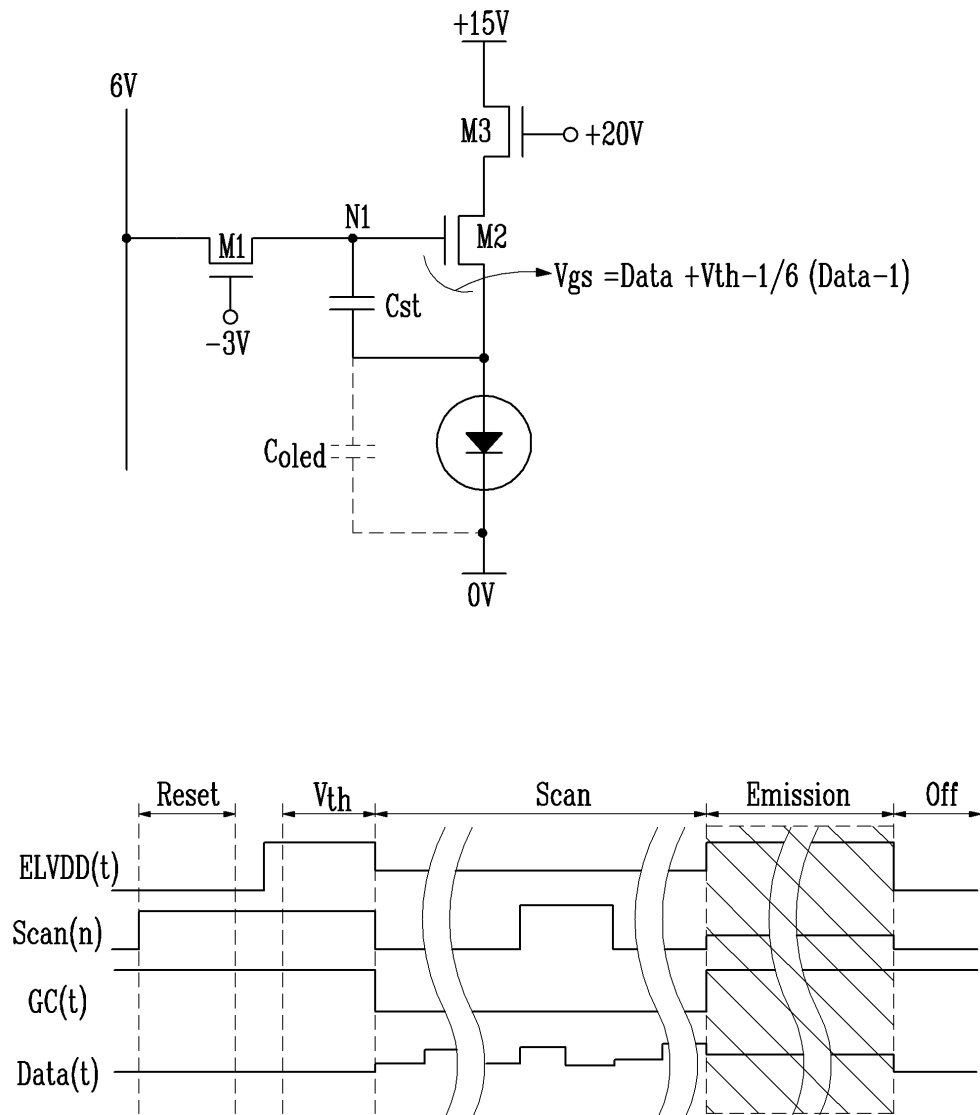 +15V
6V
M3
+20V
N1
M1
M2
Vgs =Data +Vth-1/6 (Data-1)
Cst
-3V
Coled
0V
Reset
Vth
Scan
Emission
Off
ELVDD(t)
Scan(n)
GC(t)
Data(t)